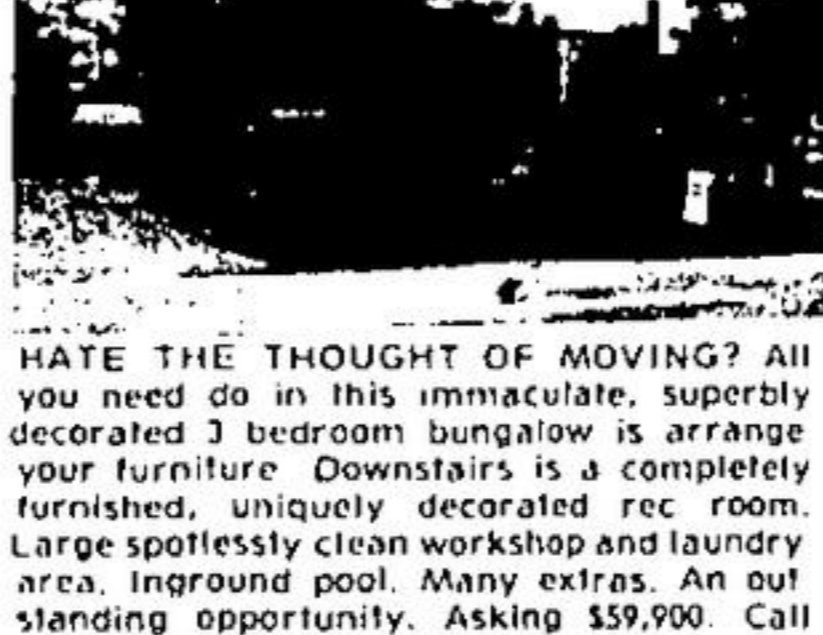 HATE THE THOUGHT OF MOVING? All
you need do in this immaculate, superbly
decorated 3 bedroom bungalow is arrange
your furniture Downstairs is a completely
furnished, uniquely decorated rec room.
Large spotlessly clean workshop and laundry
area. Inground pool. Many extras. An out
standing opportunity. Asking $59,900. Call